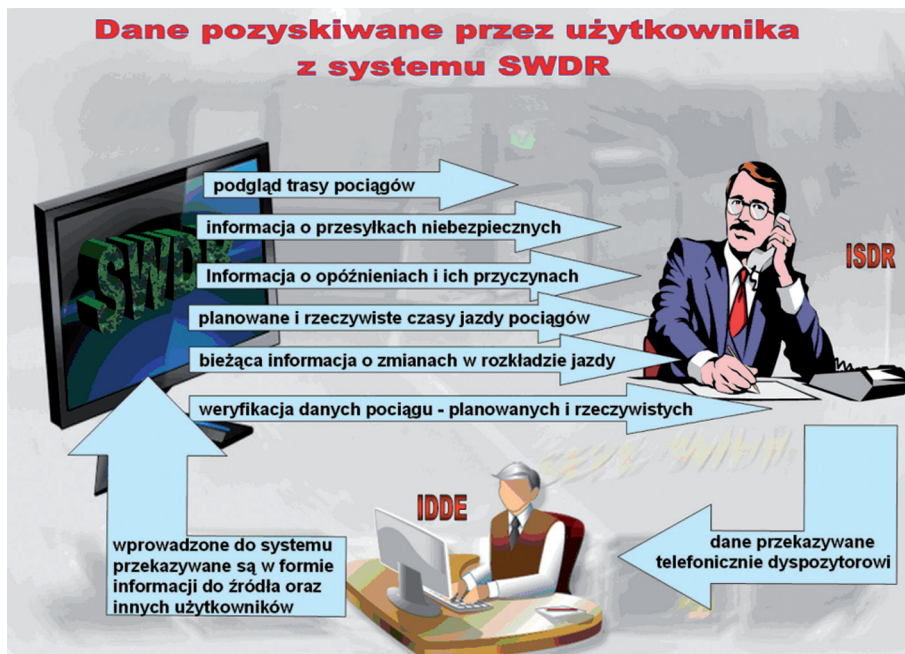 Dane pozyskiwane przez użytkownika
z systemu SWDR
podgląd trasy pociągów
informacja o przesyłkach niebezpiecznych
Informacja o opóźnieniach i ich przyczynach
planowane i rzeczywiste czasy jazdy pociągów
bieżąca informacja o zmianach w rozkładzie jazdy
weryfikacja danych pociągu - planowanych i rzeczywistych
SWDR
ISDR
IDDE
dane przekazywane
telefonicznie dyspozytorowi
wprowadzone do systemu
przekazywane są w formie
informacji do źródła oraz
innych użytkowników